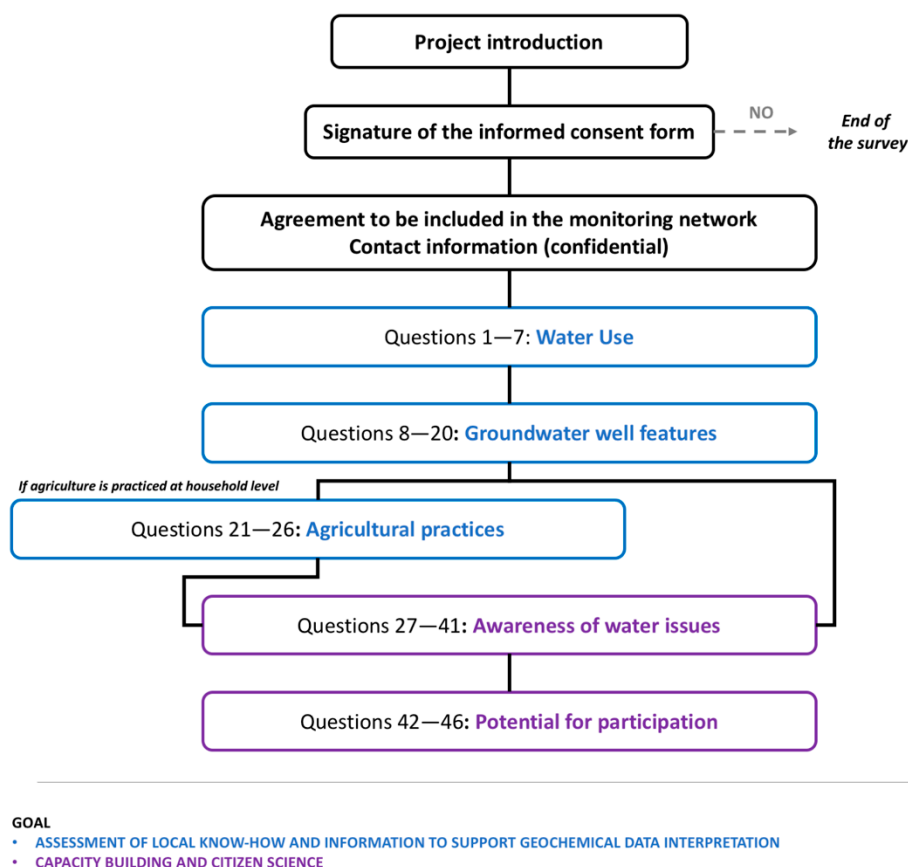 Project introduction
Signature of the informed consent form
NO
End of
the survey
Agreement to be included in the monitoring network
Contact information (confidential)
Questions 1—7: Water Use
Questions 8—20: Groundwater well features
If agriculture is practiced at household level
Questions 21—26: Agricultural practices
Questions 27—41: Awareness of water issues
Questions 42—46: Potential for participation
GOAL
• ASSESSMENT OF LOCAL KNOW-HOW AND INFORMATION TO SUPPORT GEOCHEMICAL DATA INTERPRETATION
• CAPACITY BUILDING AND CITIZEN SCIENCE